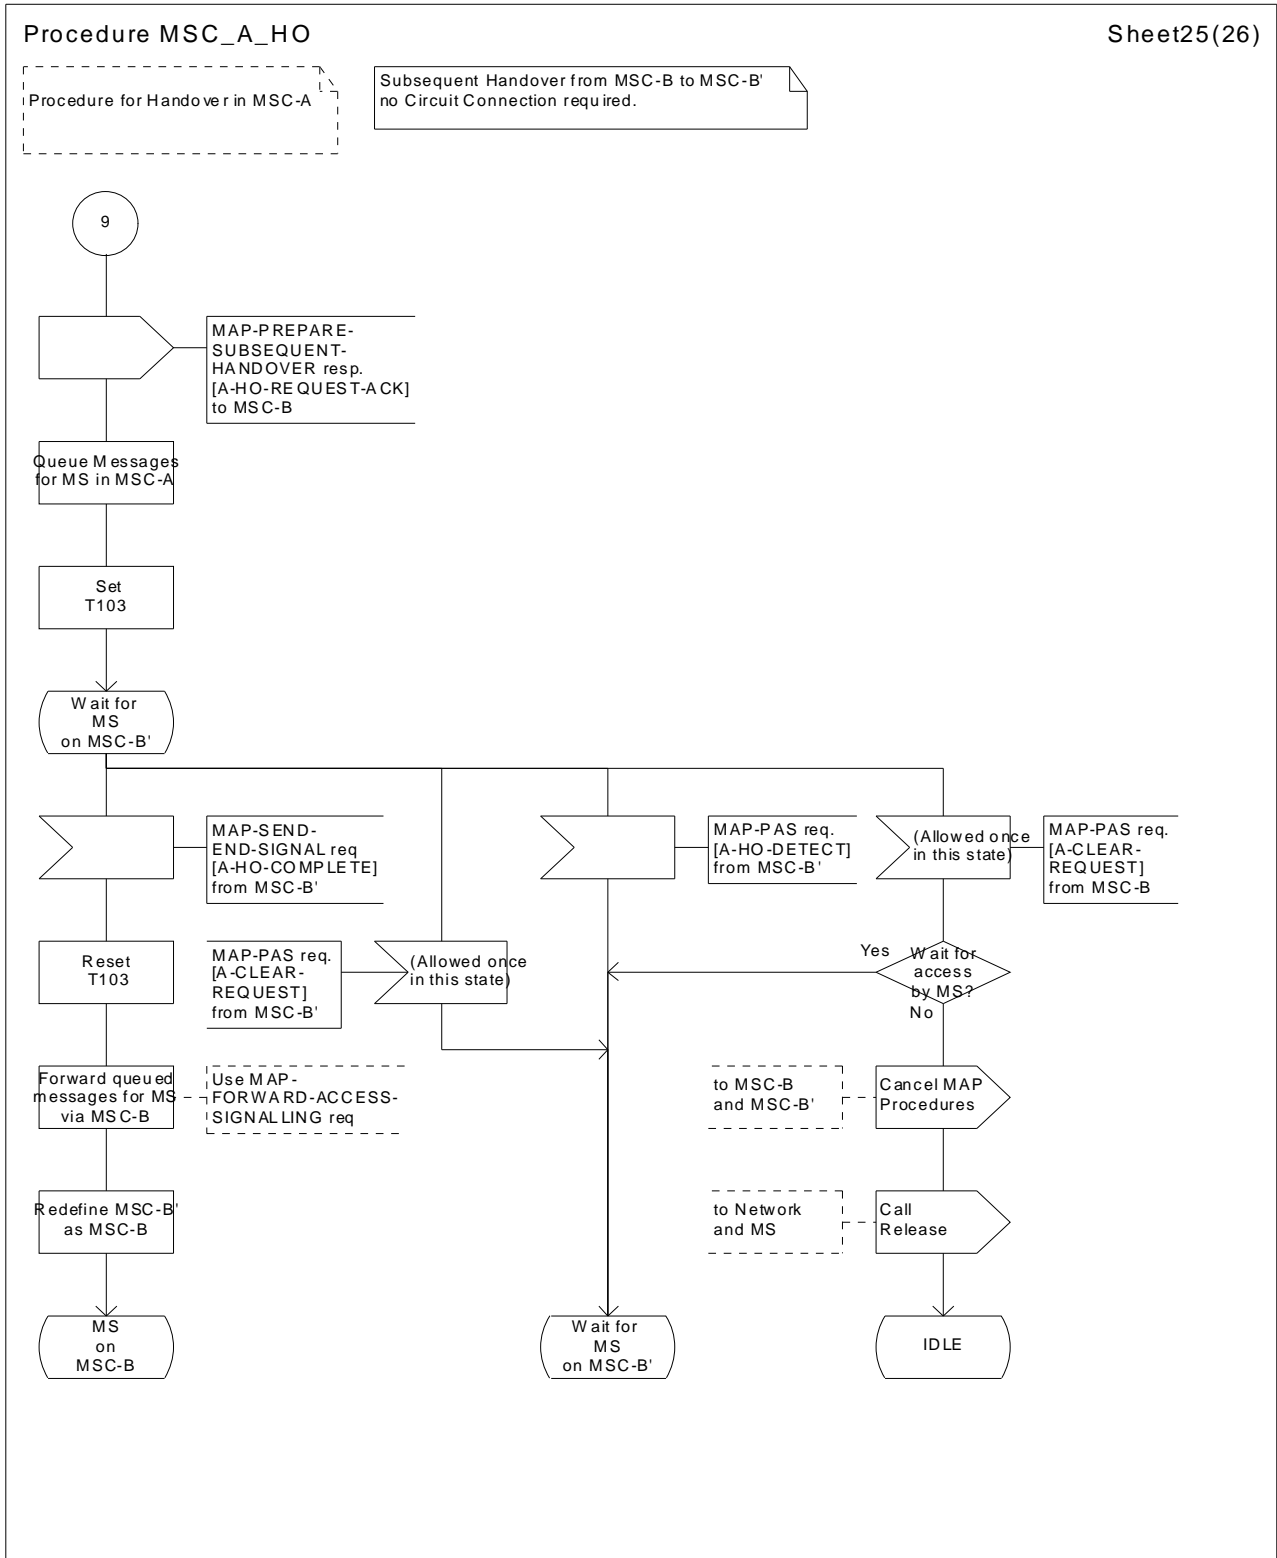 Procedure MSC_A_HO
Sheet25(26)
Procedure for Handover in MSC-A
Subsequent Handover from MSC-B to MSC-B'
no Circuit Connection required.
9
MAP-PREPARE-
SUBSEQUENT-
HANDOVER resp.
[A-HO-REQUEST-ACK]
to MSC-B
Queue Messages
for MS in MSC-A
Set
T103
Wait for
MS
on MSC-B'
MAP-SEND-
END-SIGNAL req
[A-HO-COMPLETE]
from MSC-B'
MAP-PAS req.
[A-HO-DETECT]
from MSC-B'
(Allowed once
in this state)
MAP-PAS req.
[A-CLEAR-
REQUEST]
from MSC-B
Reset
T103
MAP-PAS req.
[A-CLEAR-
REQUEST]
from MSC-B'
(Allowed once
in this state)
Yes
Wait for
access
by MS?
No
Forward queued
messages for MS
via MSC-B
Use MAP-
FORWARD-ACCESS-
SIGNALLING req
to MSC-B
and MSC-B'
Cancel MAP
Procedures
Redefine MSC-B'
as MSC-B
to Network
and MS
Call
Release
MS
on
MSC-B
Wait for
MS
on MSC-B'
IDLE